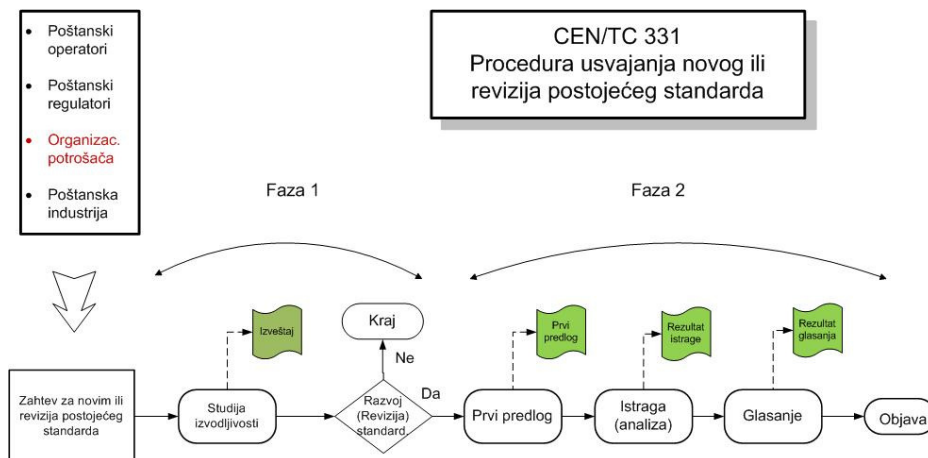 Poštanski
operatori
Poštanski
regulatori
Organizac.
potrošača
Poštanska
industrija
CEN/TC 331
Procedura usvajanja novog ili
revizija postojećeg standarda
Faza 1
Faza 2
Izveštaj
Kraj
Prvi
predlog
Rezultat
istrage
Rezultat
glasanja
Ne
Da
Zahtev za novim ili
revizija postojećeg
standarda
Studija
izvodljivosti
Razvoj
(Revizija)
standard.
Prvi predlog
Istraga
(analiza)
Glasanje
Objava